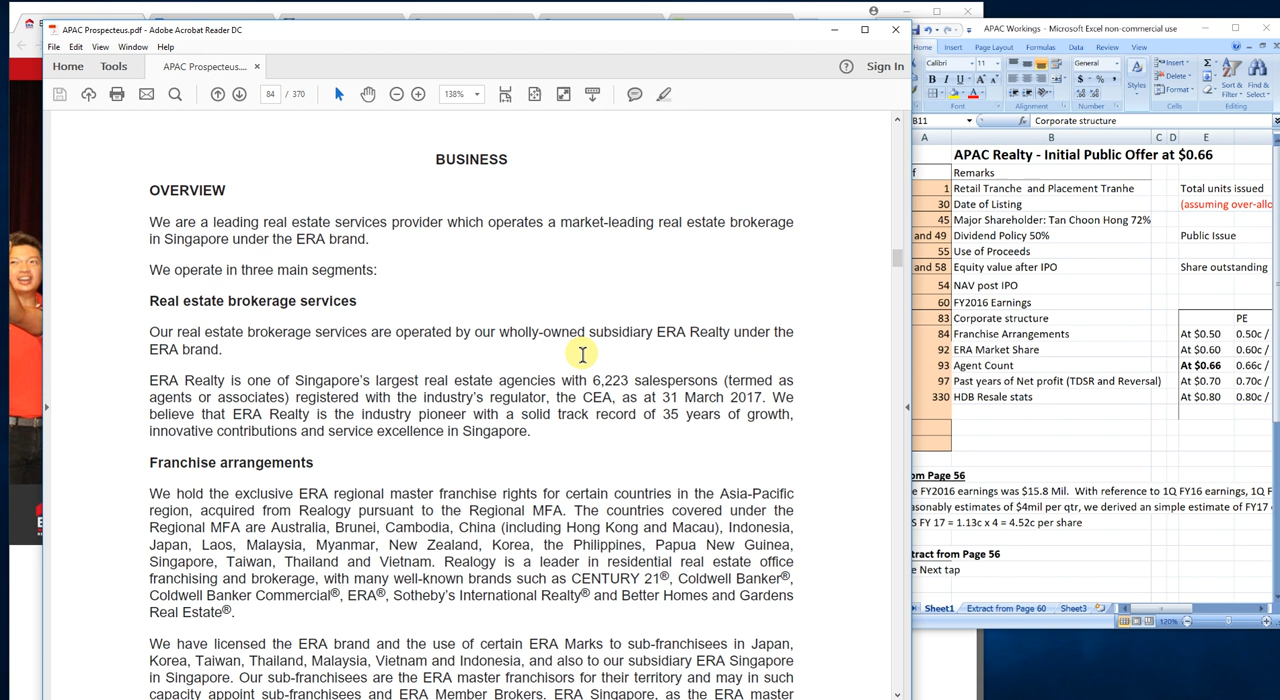 APAC Prospecteus.pdf - Adobe Acrobat Reader DC
File Edit View Window Help
Home Tools APAC Prospecteus.... × Sign In
84 / 370 138%
BUSINESS
OVERVIEW
We are a leading real estate services provider which operates a market-leading real estate brokerage
in Singapore under the ERA brand.
We operate in three main segments:
Real estate brokerage services
Our real estate brokerage services are operated by our wholly-owned subsidiary ERA Realty under the
ERA brand.
ERA Realty is one of Singapore's largest real estate agencies with 6,223 salespersons (termed as
agents or associates) registered with the industry's regulator, the CEA, as at 31 March 2017. We
believe that ERA Realty is the industry pioneer with a solid track record of 35 years of growth,
innovative contributions and service excellence in Singapore.
Franchise arrangements
We hold the exclusive ERA regional master franchise rights for certain countries in the Asia-Pacific
region, acquired from Realogy pursuant to the Regional MFA. The countries covered under the
Regional MFA are Australia, Brunei, Cambodia, China (including Hong Kong and Macau), Indonesia,
Japan, Laos, Malaysia, Myanmar, New Zealand, Korea, the Philippines, Papua New Guinea,
Singapore, Taiwan, Thailand and Vietnam. Realogy is a leader in residential real estate office
franchising and brokerage, with many well-known brands such as CENTURY 21®, Coldwell Banker®,
Coldwell Banker Commercial®, ERA®, Sotheby's International Realty® and Better Homes and Gardens
Real Estate®.
We have licensed the ERA brand and the use of certain ERA Marks to sub-franchisees in Japan,
Korea, Taiwan, Thailand, Malaysia, Vietnam and Indonesia, and also to our subsidiary ERA Singapore
in Singapore. Our sub-franchisees are the ERA master franchisors for their territory and may in such
capacity appoint sub-franchisees and ERA Member Brokers. ERA Singapore, as the ERA master
APAC Workings - Microsoft Excel non-commercial use
Home Insert Page Layout Formulas Data Review View
Calibri 11 General Styles Insert Delete Format Sort & Filter Find & Select
Font Alignment Number Cells Editing
B11 fx Corporate structure
A B C D E
APAC Realty - Initial Public Offer at $0.66
f Remarks
1 Retail Tranche and Placement Tranhe Total units issued
30 Date of Listing (assuming over-allo
45 Major Shareholder: Tan Choon Hong 72%
and 49 Dividend Policy 50% Public Issue
55 Use of Proceeds
and 58 Equity value after IPO Share outstanding
54 NAV post IPO
60 FY2016 Earnings
83 Corporate structure PE
84 Franchise Arrangements At $0.50 0.50c /
92 ERA Market Share At $0.60 0.60c /
93 Agent Count At $0.66 0.66c /
97 Past years of Net profit (TDSR and Reversal) At $0.70 0.70c /
330 HDB Resale stats At $0.80 0.80c /
om Page 56
e FY2016 earnings was $15.8 Mil. With reference to 1Q FY16 earnings, 1Q F
asonably estimates of $4mil per qtr, we derived an simple estimate of FY17
S FY 17 = 1.13c x 4 = 4.52c per share
tract from Page 56
e Next tap
Sheet1 Extract from Page 60 Sheet3
120%